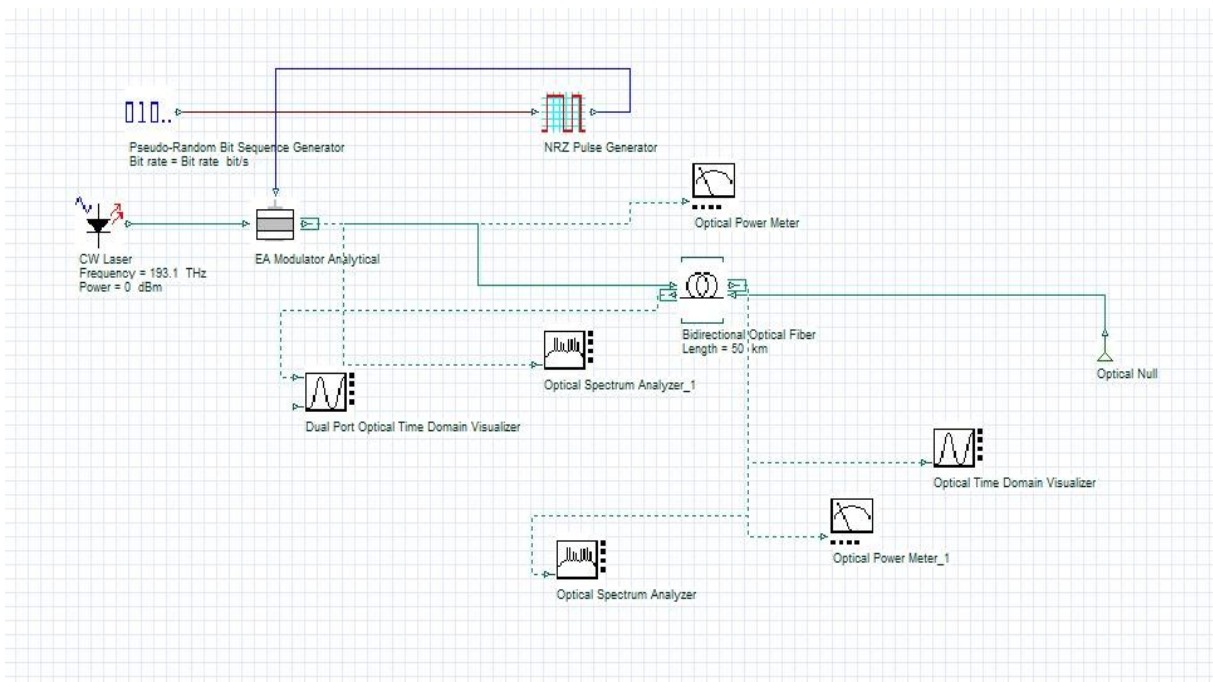 010..
Pseudo-Random Bit Sequence Generator
Bit rate = Bit rate bit/s
NRZ Pulse Generator
Optical Power Meter
CW Laser
Frequency = 193.1 THz
Power = 0 dBm
EA Modulator Analytical
Bidirectional Optical Fiber
Length = 50 km
Optical Null
Optical Spectrum Analyzer_1
Dual Port Optical Time Domain Visualizer
Optical Time Domain Visualizer
Optical Power Meter_1
Optical Spectrum Analyzer